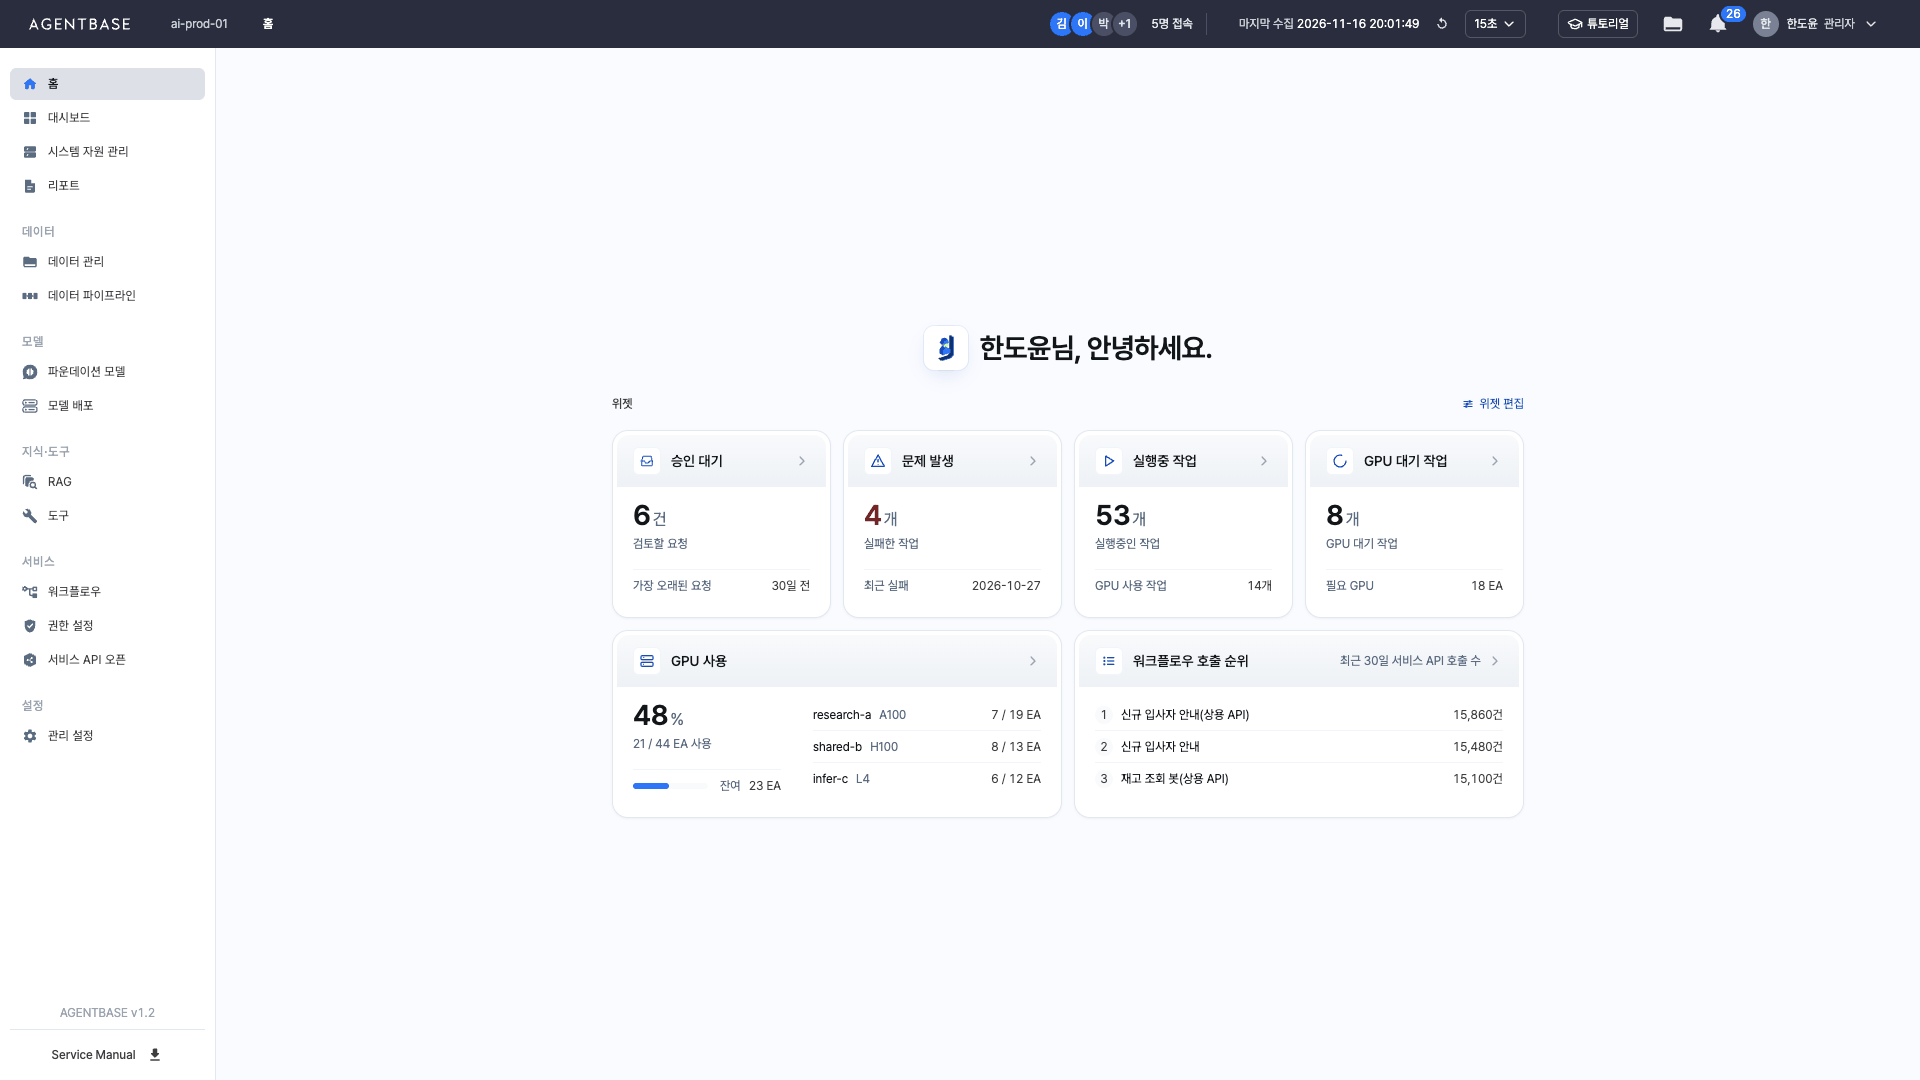 AGENTBASE ai-prod-01 홈 김 이 박 +1 5명 접속 마지막 수집 2026-11-16 20:01:49 15초 튜토리얼 26 한 한도윤 관리자
홈
대시보드
시스템 자원 관리
리포트
데이터
데이터 관리
데이터 파이프라인
모델
파운데이션 모델
모델 배포
지식·도구
RAG
도구
서비스
워크플로우
권한 설정
서비스 API 오픈
설정
관리 설정
AGENTBASE v1.2
Service Manual
한도윤님, 안녕하세요.
위젯 위젯 편집
승인 대기
6건
검토할 요청
가장 오래된 요청 30일 전
문제 발생
4개
실패한 작업
최근 실패 2026-10-27
실행중 작업
53개
실행중인 작업
GPU 사용 작업 14개
GPU 대기 작업
8개
GPU 대기 작업
필요 GPU 18 EA
GPU 사용
48%
21 / 44 EA 사용
잔여 23 EA
research-a A100 7 / 19 EA
shared-b H100 8 / 13 EA
infer-c L4 6 / 12 EA
워크플로우 호출 순위 최근 30일 서비스 API 호출 수
1 신규 입사자 안내(상용 API) 15,860건
2 신규 입사자 안내 15,480건
3 재고 조회 봇(상용 API) 15,100건